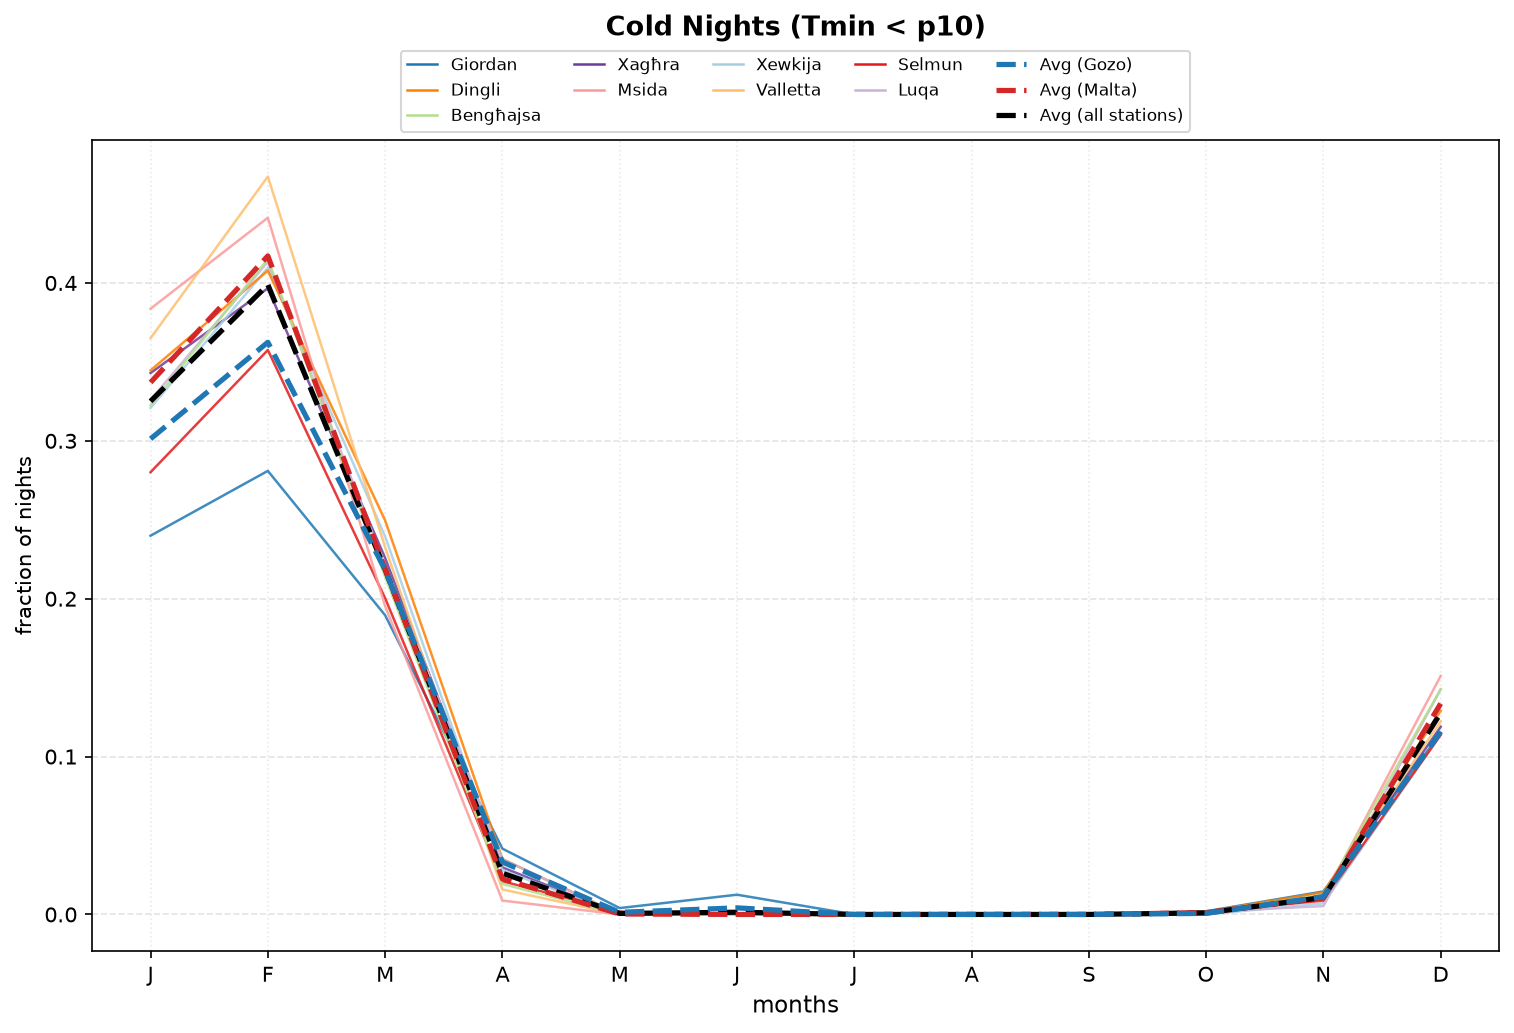 Cold Nights (Tmin < p10)
Giordan
Dingli
Bengħajsa
Xagħra
Msida
Xewkija
Valletta
Selmun
Luqa
Avg (Gozo)
Avg (Malta)
Avg (all stations)
fraction of nights
0.4
0.3
0.2
0.1
0.0
J F M A M J J A S O N D
months